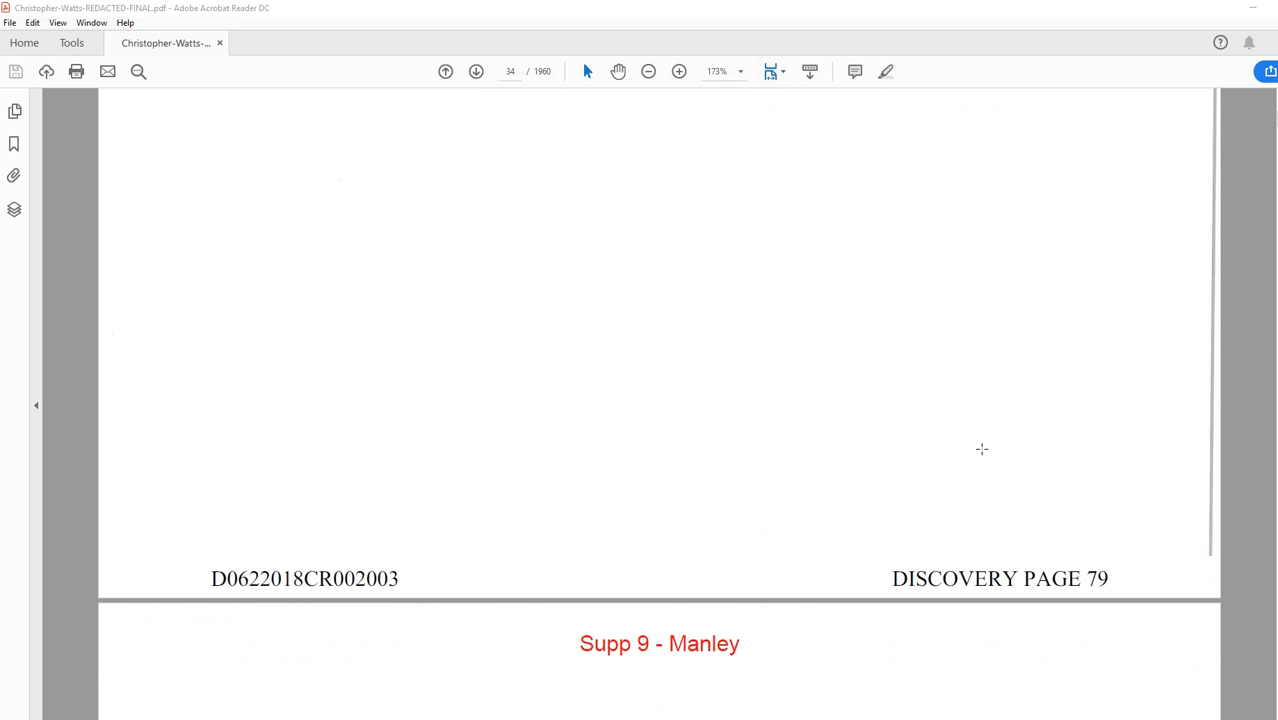 Christopher-Watts-REDACTED-FINAL.pdf - Adobe Acrobat Reader DC
File Edit View Window Help
Home Tools Christopher-Watts-... ×
34 / 1960 173%
D0622018CR002003 DISCOVERY PAGE 79
Supp 9 - Manley